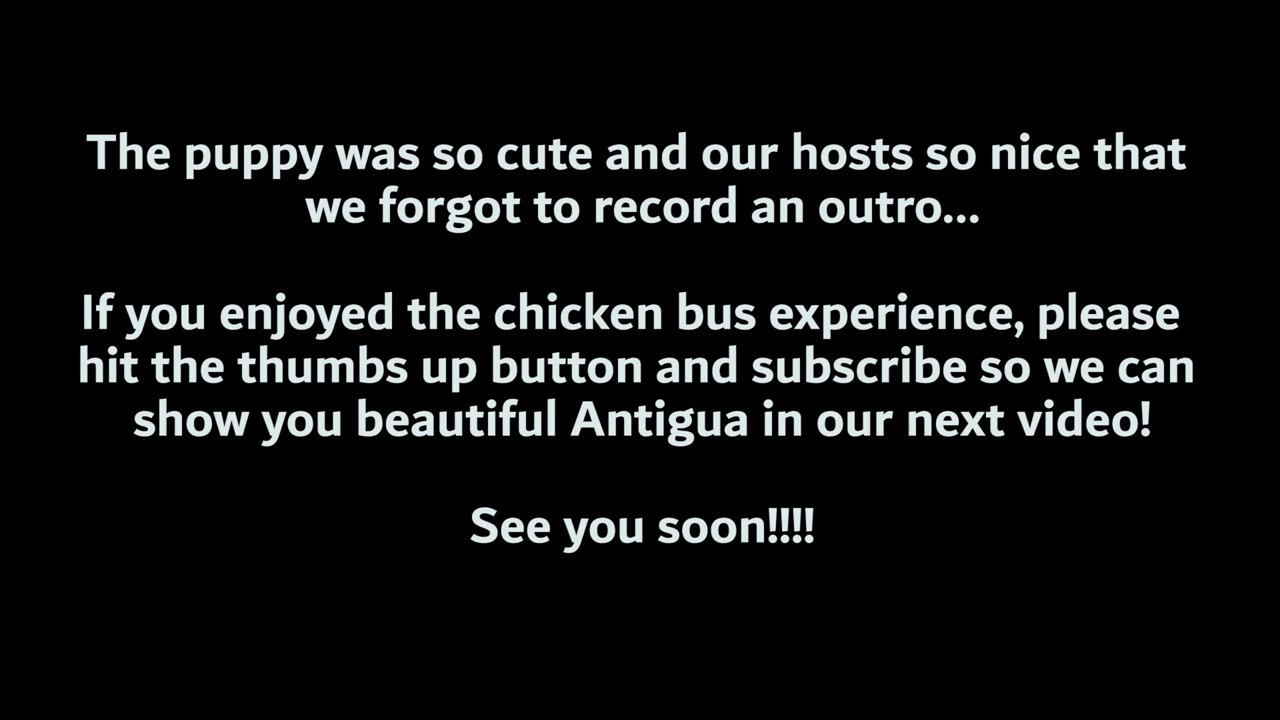 The puppy was so cute and our hosts so nice that
we forgot to record an outro...
If you enjoyed the chicken bus experience, please
hit the thumbs up button and subscribe so we can
show you beautiful Antigua in our next video!
See you soon!!!!